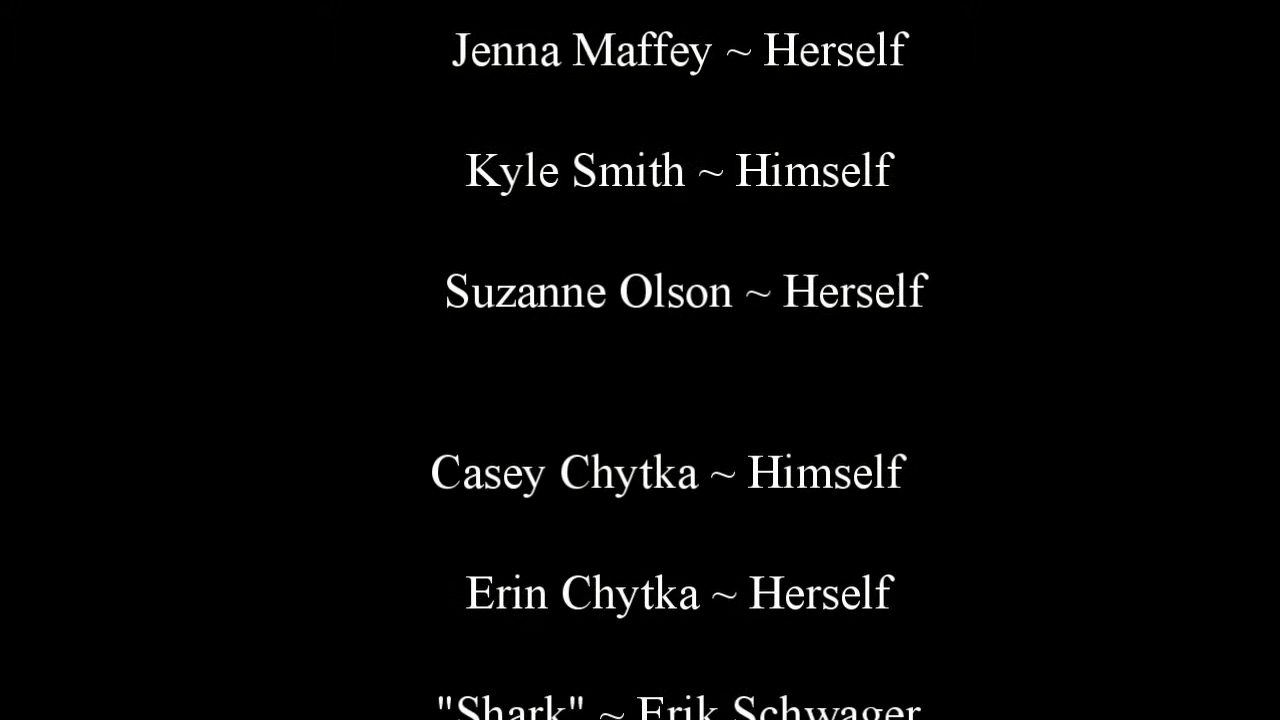 Jenna Maffey ~ Herself
Kyle Smith ~ Himself
Suzanne Olson ~ Herself
Casey Chytka ~ Himself
Erin Chytka ~ Herself
"Shark" ~ Erik Schwager